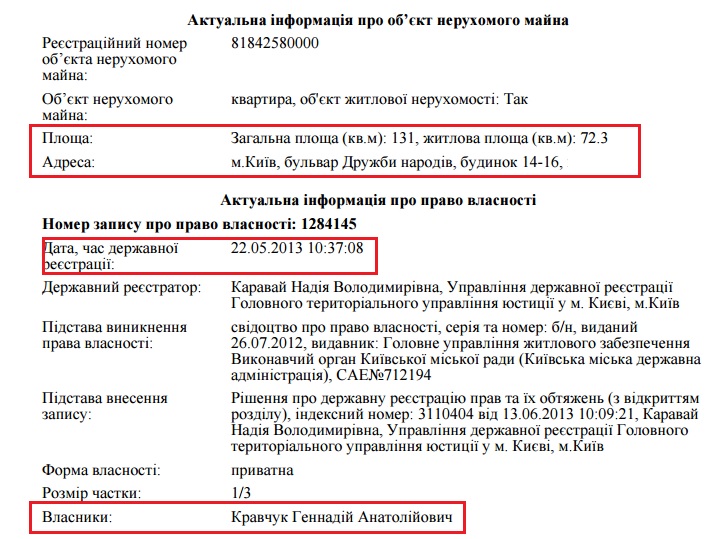 Актуальна інформація про об’єкт нерухомого майна
Реєстраційний номер 81842580000
об’єкта нерухомого
майна:
Об’єкт нерухомого квартира, об'єкт житлової нерухомості: Так
майна:
Площа: Загальна площа (кв.м): 131, житлова площа (кв.м): 72.3
Адреса: м.Київ, бульвар Дружби народів, будинок 14-16,
Актуальна інформація про право власності
Номер запису про право власності: 1284145
Дата, час державної 22.05.2013 10:37:08
реєстрації:
Державний реєстратор: Каравай Надія Володимирівна, Управління державної реєстрації
Головного територіального управління юстиції у м. Києві, м.Київ
Підстава виникнення свідоцтво про право власності, серія та номер: б/н, виданий
права власності: 26.07.2012, видавник: Головне управління житлового забезпечення
Виконавчий орган Київської міської ради (Київська міська державна
адміністрація), САЕ№712194
Підстава внесення Рішення про державну реєстрацію прав та їх обтяжень (з відкриттям
запису: розділу), індексний номер: 3110404 від 13.06.2013 10:09:21, Каравай
Надія Володимирівна, Управління державної реєстрації Головного
територіального управління юстиції у м. Києві, м.Київ
Форма власності: приватна
Розмір частки: 1/3
Власники: Кравчук Геннадій Анатолійович